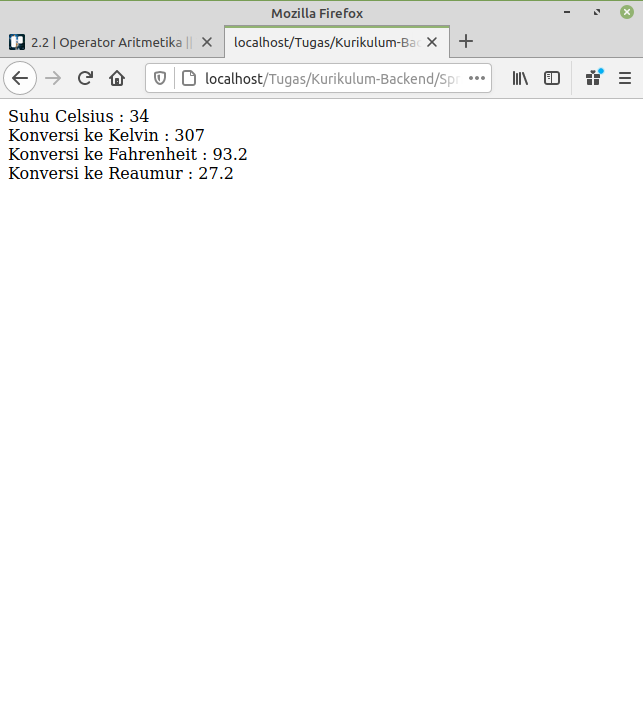 Mozilla Firefox
2.2 | Operator Aritmetika ||
localhost/Tugas/Kurikulum-Bac
localhost/Tugas/Kurikulum-Backend/Spr
Suhu Celsius : 34
Konversi ke Kelvin : 307
Konversi ke Fahrenheit : 93.2
Konversi ke Reaumur : 27.2